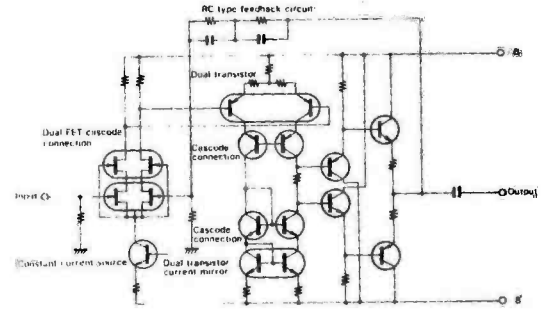 RC type feedback circuit
Dual transistor
Dual FET cascode
connection
Cascode
connection
Input
Output
Cascode
connection
Constant current source
Dual transistor
current mirror
B